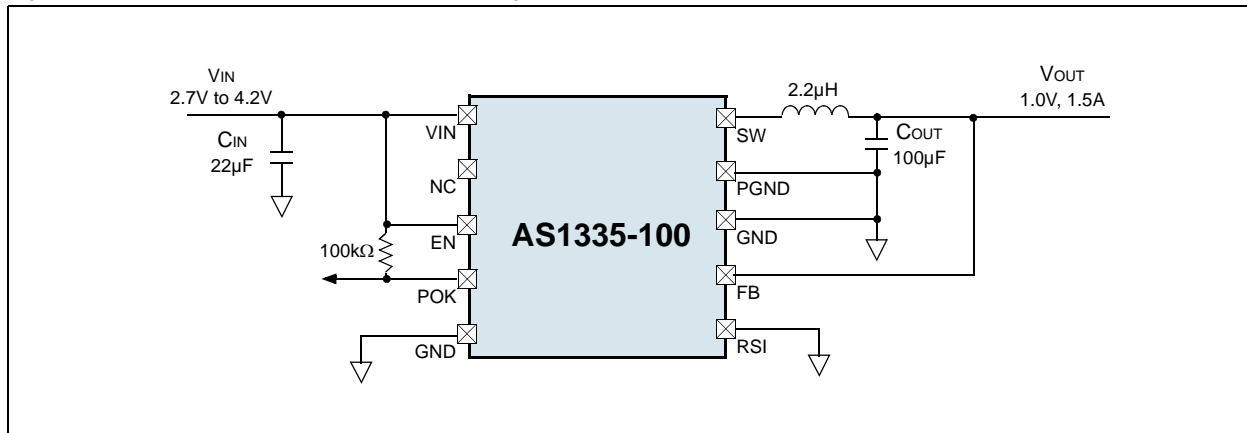 VIN
2.7V to 4.2V
CIN
22µF
100kΩ
VIN
NC
EN
POK
GND
AS1335-100
SW
PGND
GND
FB
RSI
2.2µH
COUT
100µF
VOUT
1.0V, 1.5A